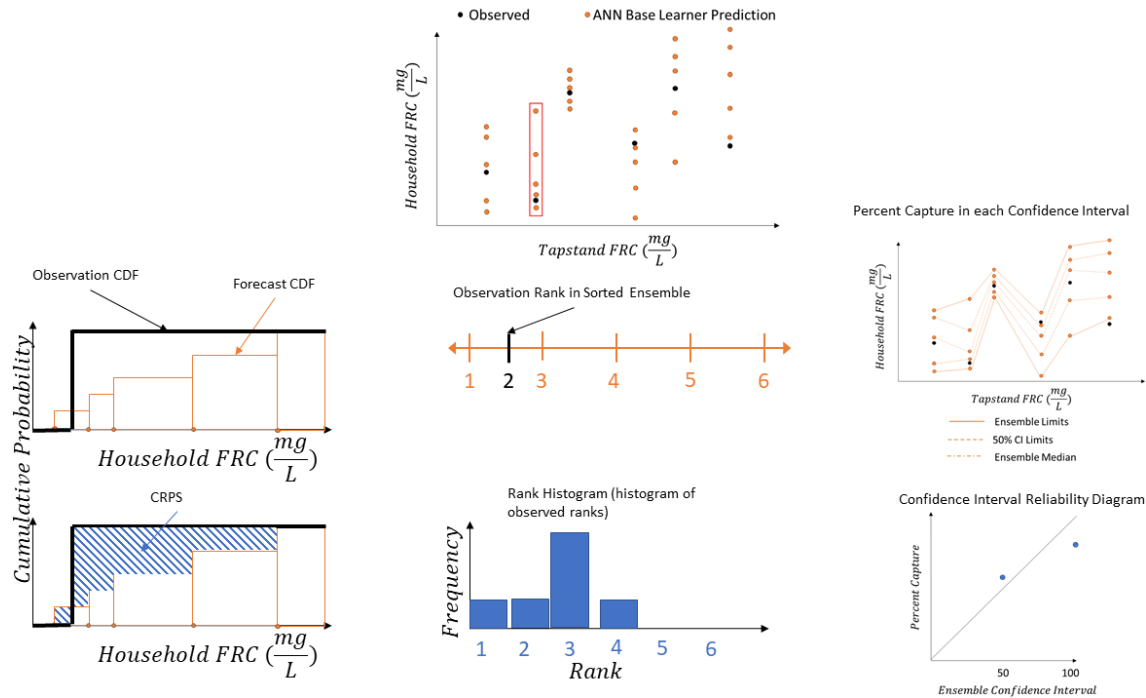 Observed
ANN Base Learner Prediction
Household FRC (mg/L)
Tapstand FRC (mg/L)
Observation CDF
Forecast CDF
Cumulative Probability
Household FRC (mg/L)
CRPS
Household FRC (mg/L)
Observation Rank in Sorted Ensemble
1 2 3 4 5 6
Rank Histogram (histogram of
observed ranks)
Frequency
1 2 3 4 5 6
Rank
Percent Capture in each Confidence Interval
Household FRC (mg/L)
Tapstand FRC (mg/L)
Ensemble Limits
50% CI Limits
Ensemble Median
Confidence Interval Reliability Diagram
Percent Capture
50 100
Ensemble Confidence Interval